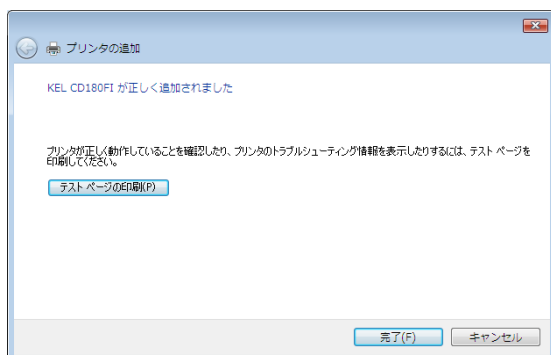 プリンタの追加
KEL CD180FI が正しく追加されました
プリンタが正しく動作していることを確認したり、プリンタのトラブルシューティング情報を表示したりするには、テスト ページを
印刷してください。
テスト ページの印刷(P)
完了(F) キャンセル